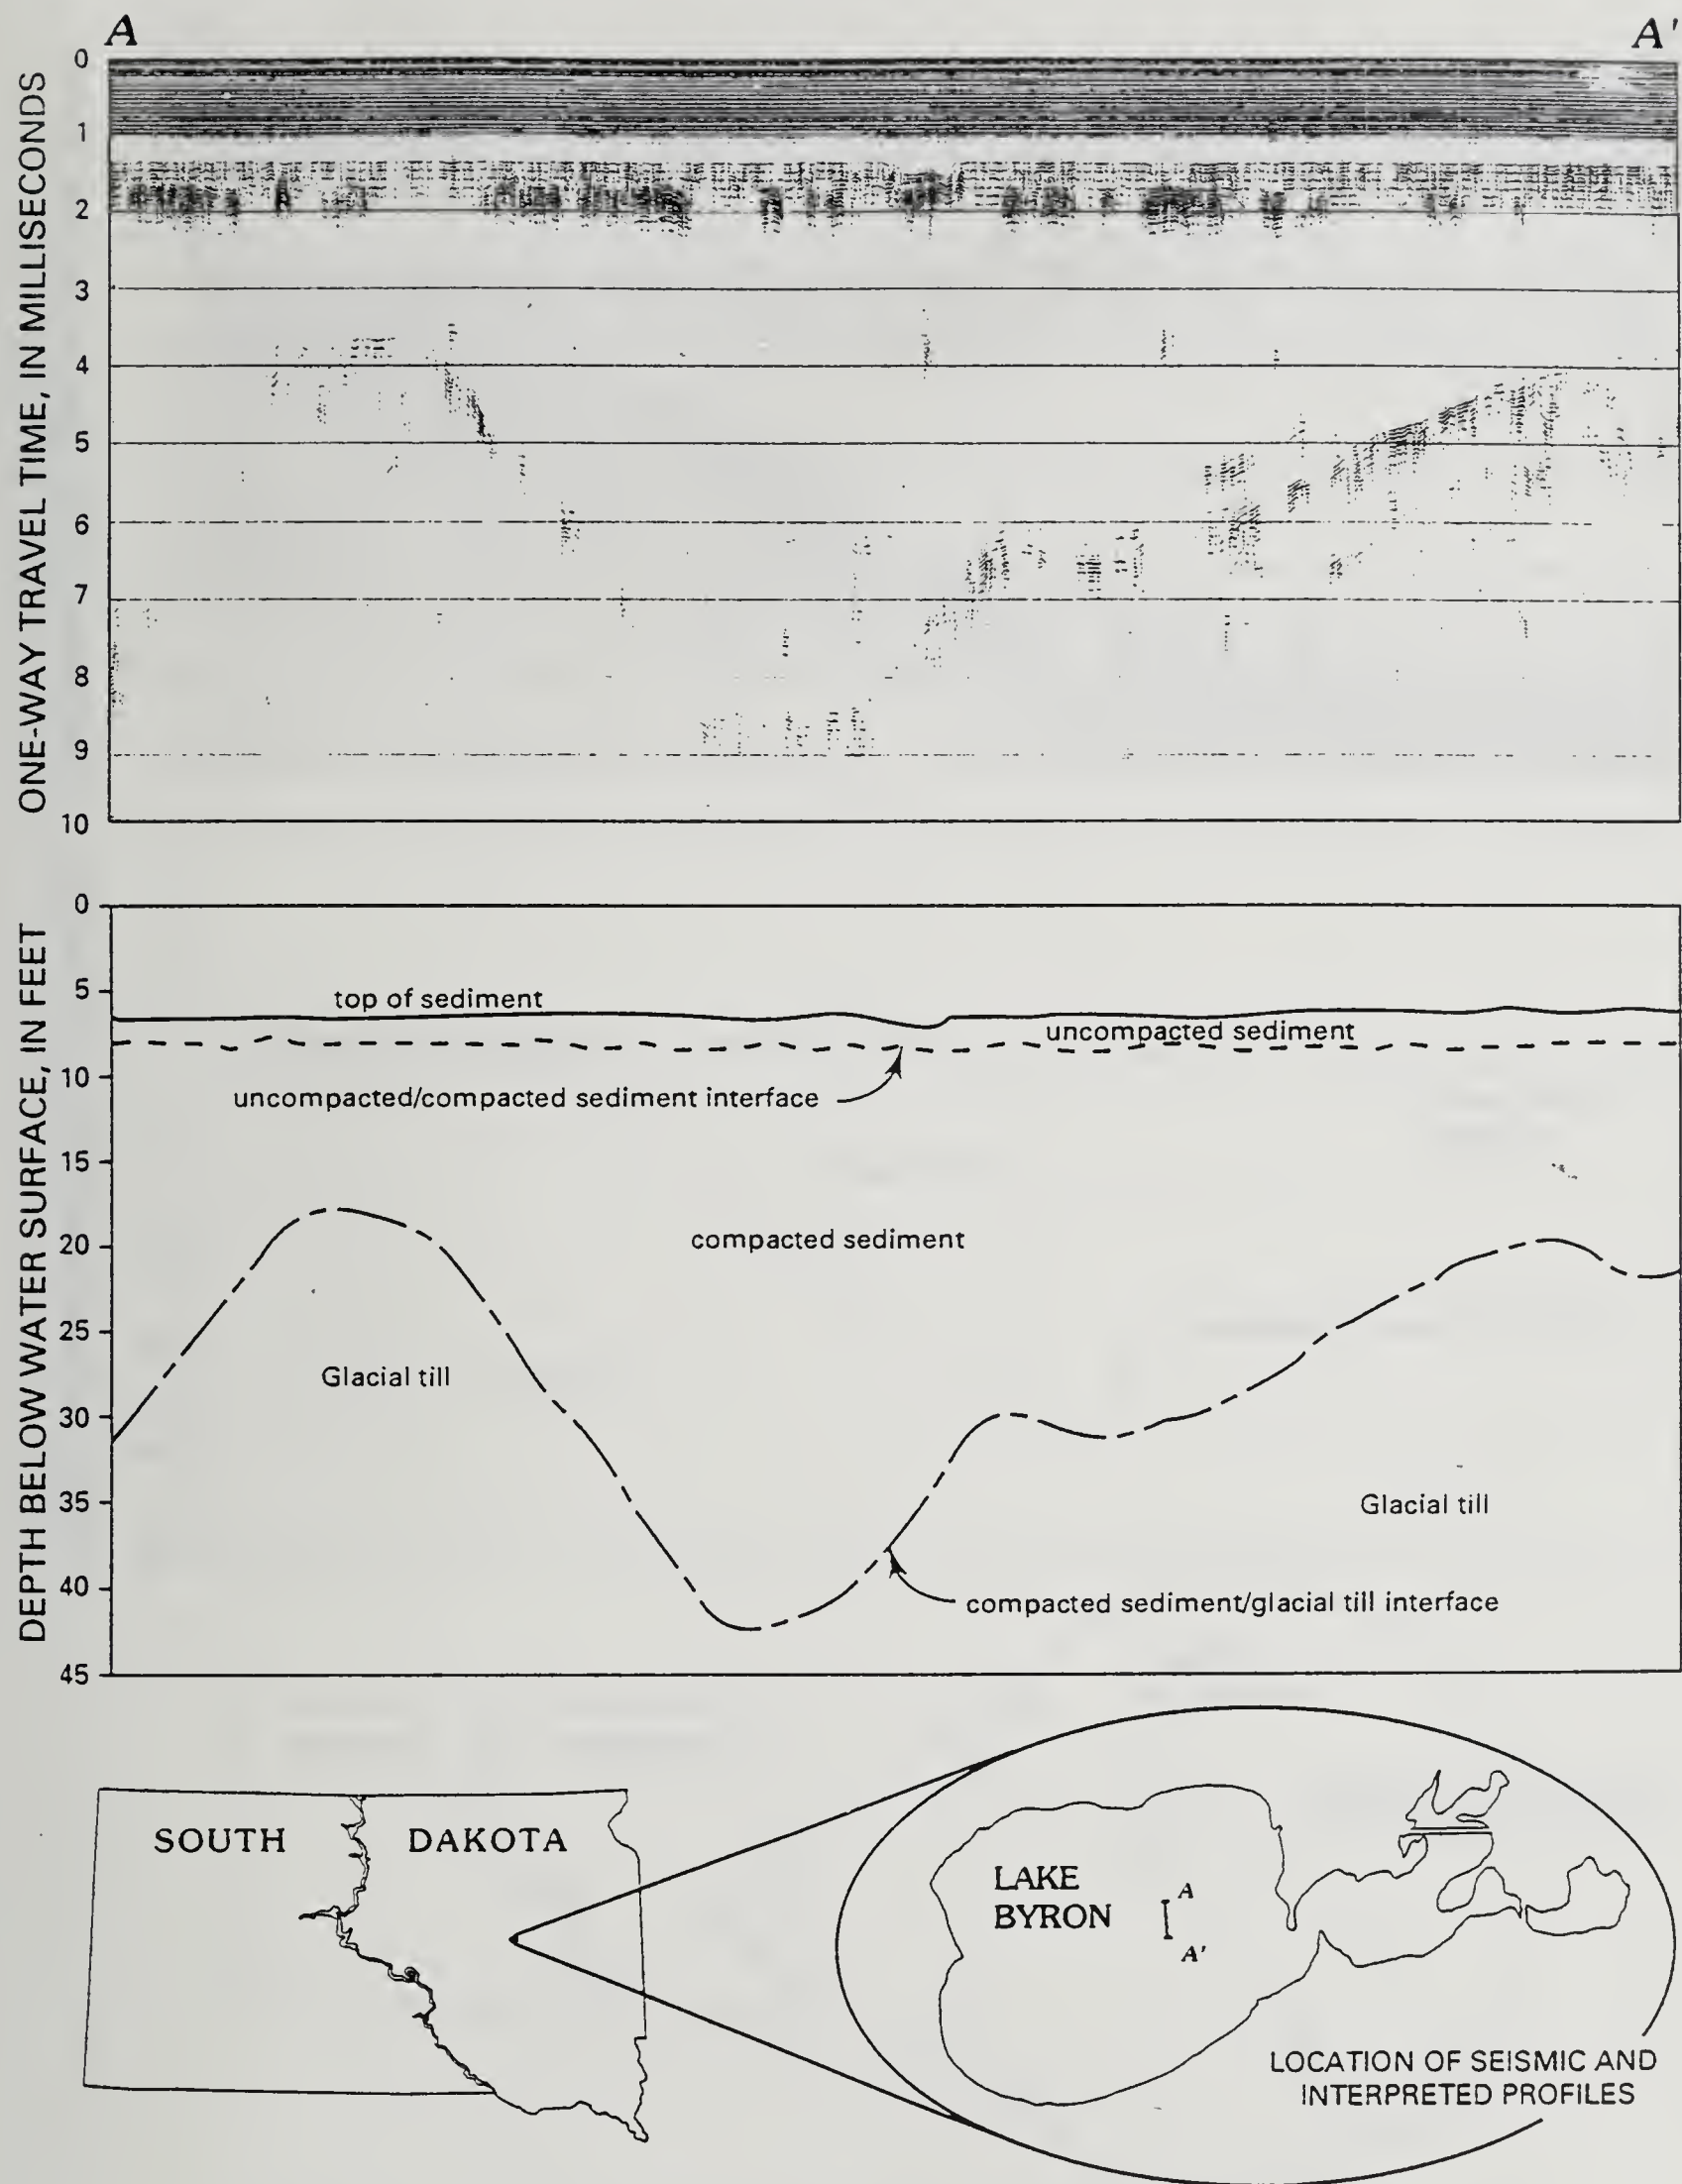 A A'
ONE-WAY TRAVEL TIME, IN MILLISECONDS
0
1
2
3
4
5
6
7
8
9
10
DEPTH BELOW WATER SURFACE, IN FEET
0
5
10
15
20
25
30
35
40
45
top of sediment
uncompacted sediment
uncompacted/compacted sediment interface
compacted sediment
Glacial till
Glacial till
compacted sediment/glacial till interface
SOUTH DAKOTA
LAKE
BYRON
A
A'
LOCATION OF SEISMIC AND
INTERPRETED PROFILES